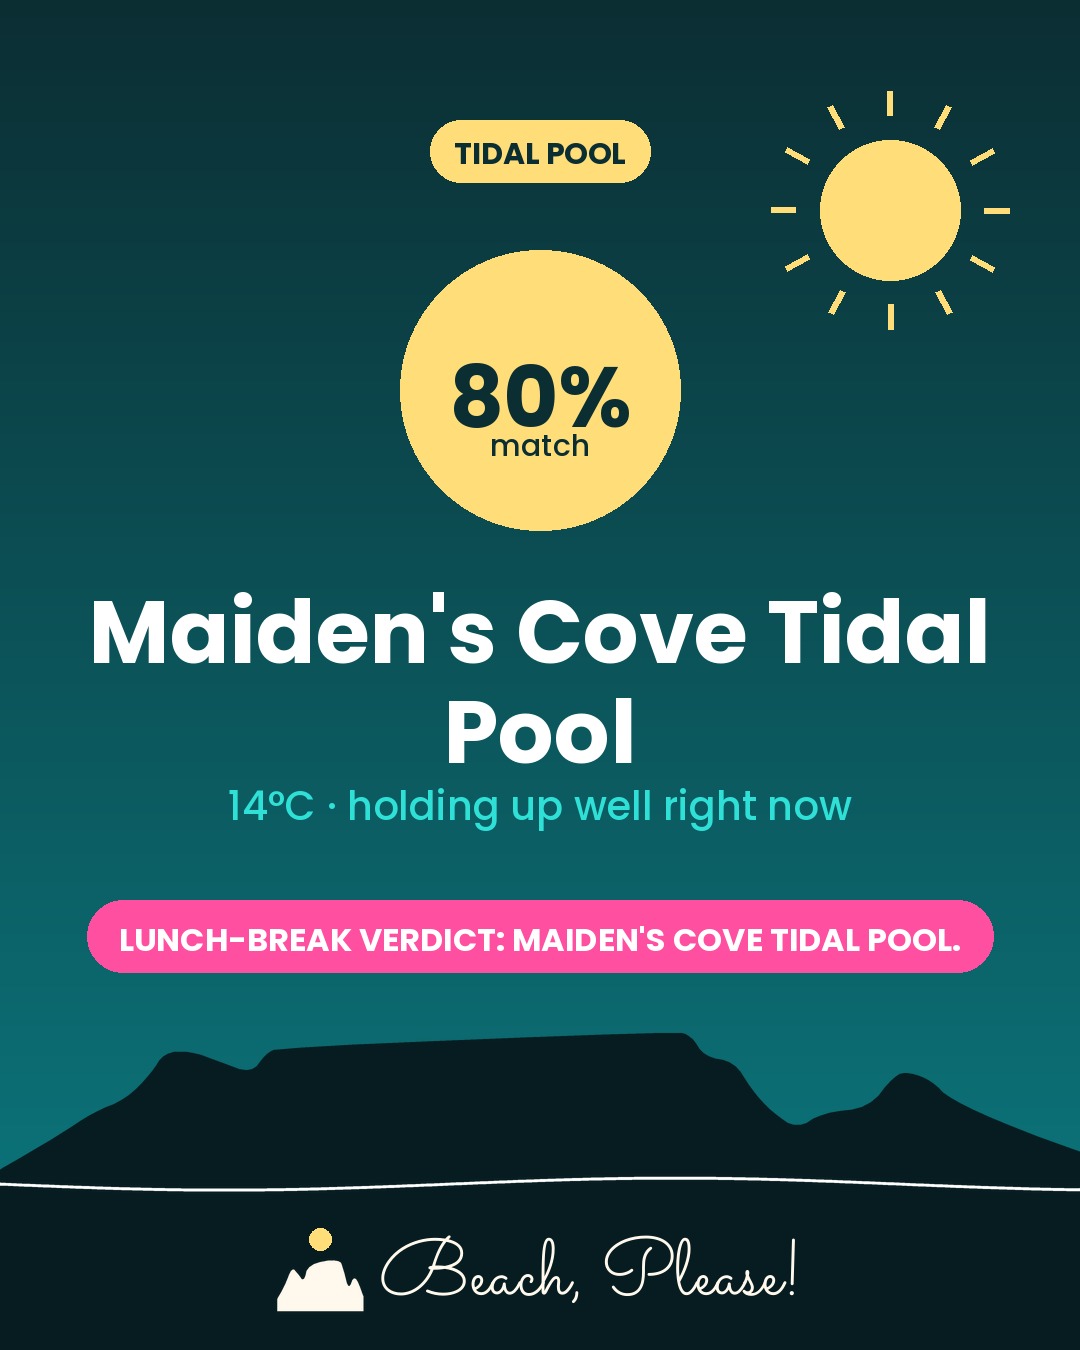 TIDAL POOL
80%
match
Maiden's Cove Tidal
Pool
14°C · holding up well right now
LUNCH-BREAK VERDICT: MAIDEN'S COVE TIDAL POOL.
Beach, Please!